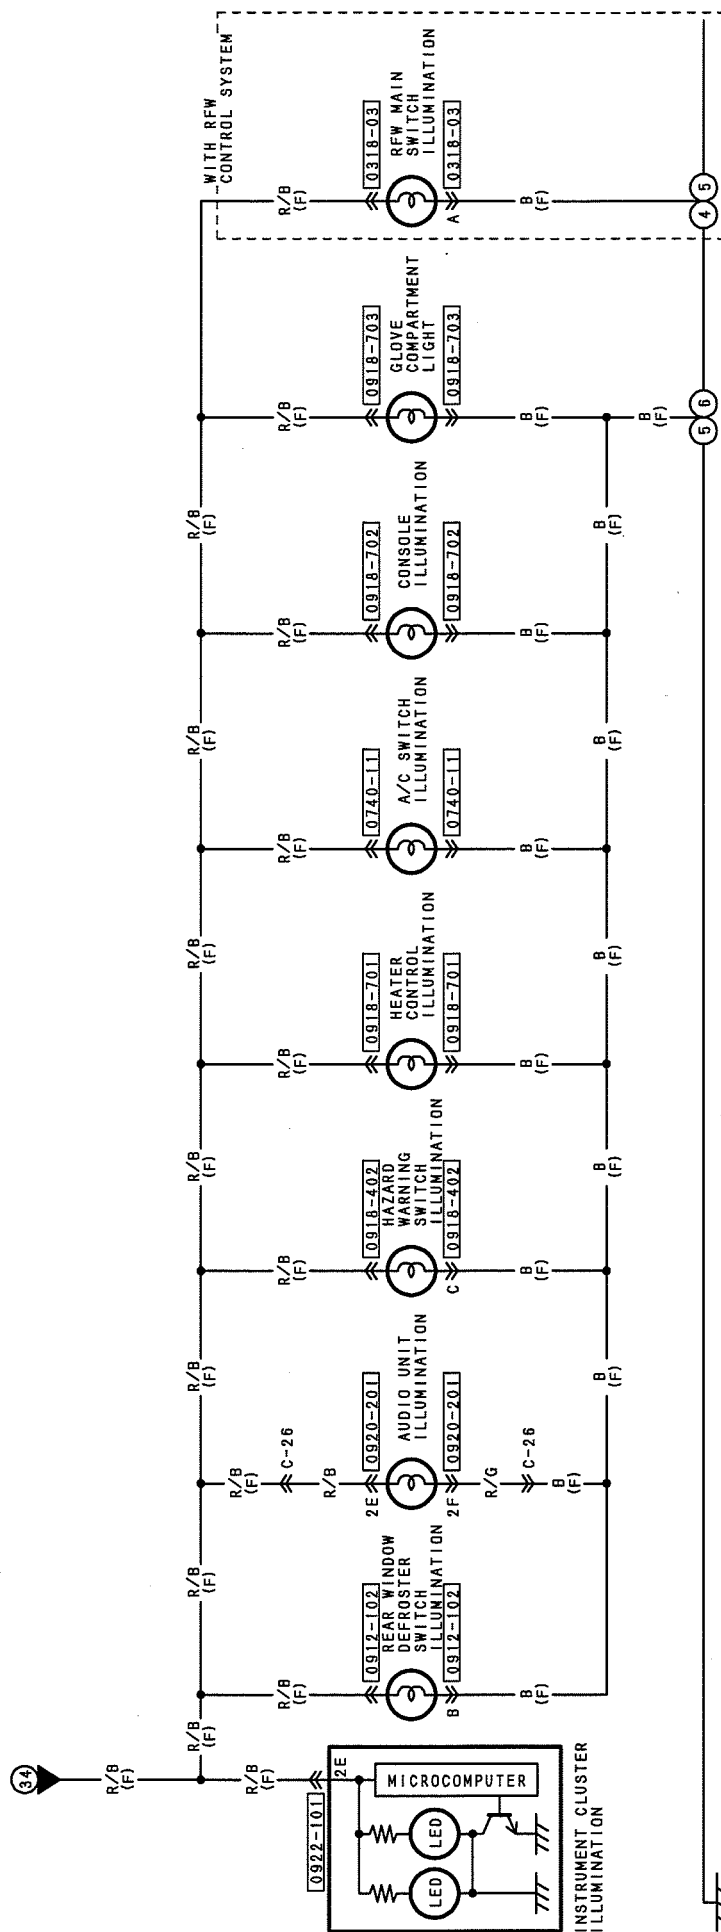 34
R/B
(F)
R/B
(F)
R/B
(F)
0922-101
2E
MICROCOMPUTER
LED
LED
INSTRUMENT CLUSTER
ILLUMINATION
R/B
(F)
0912-102
REAR WINDOW
DEFROSTER
SWITCH
ILLUMINATION
0912-102
B
B
(F)
R/B
(F)
R/B
(F)
C-26
R/B
2E
0920-201
AUDIO UNIT
ILLUMINATION
0920-201
2F
R/G
C-26
B
(F)
R/B
(F)
B
(F)
R/B
(F)
0918-402
HAZARD
WARNING
SWITCH
ILLUMINATION
0918-402
C
B
(F)
R/B
(F)
B
(F)
R/B
(F)
0918-701
HEATER
CONTROL
ILLUMINATION
0918-701
B
(F)
R/B
(F)
B
(F)
R/B
(F)
0740-11
A/C SWITCH
ILLUMINATION
0740-11
B
(F)
R/B
(F)
B
(F)
R/B
(F)
0918-702
CONSOLE
ILLUMINATION
0918-702
B
(F)
R/B
(F)
B
(F)
R/B
(F)
0918-703
GLOVE
COMPARTMENT
LIGHT
0918-703
B
(F)
B
(F)
5
6
WITH RFW
CONTROL SYSTEM
R/B
(F)
0318-03
RFW MAIN
SWITCH
ILLUMINATION
0318-03
A
B
(F)
4
5